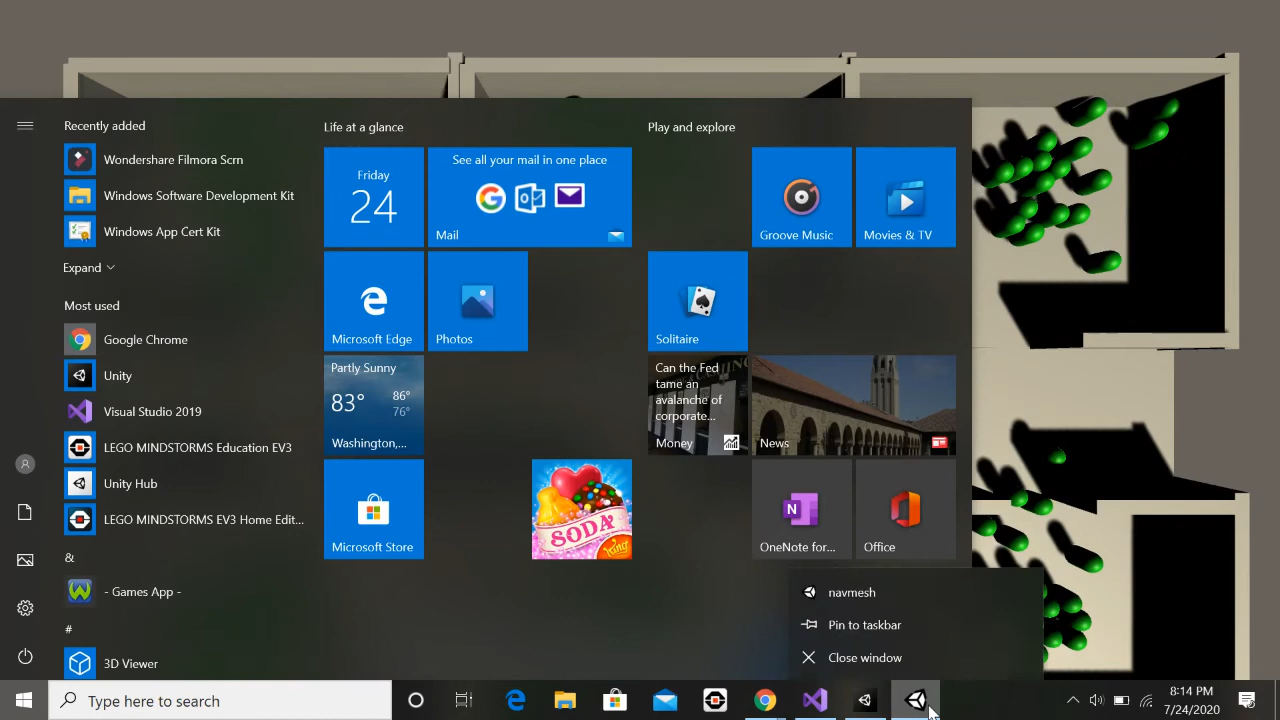 Recently added
Wondershare Filmora Scrn
Windows Software Development Kit
Windows App Cert Kit
Expand
Most used
Google Chrome
Unity
Visual Studio 2019
LEGO MINDSTORMS Education EV3
Unity Hub
LEGO MINDSTORMS EV3 Home Edit...
&
- Games App -
#
3D Viewer
Life at a glance
Friday
24
See all your mail in one place
Mail
Microsoft Edge
Photos
Partly Sunny
83°
86°
76°
Washington,...
Microsoft Store
SODA
King
Play and explore
Groove Music
Movies & TV
Solitaire
Can the Fed
tame an
avalanche of
corporate...
Money
News
OneNote for...
Office
navmesh
Pin to taskbar
Close window
Type here to search
8:14 PM
7/24/2020